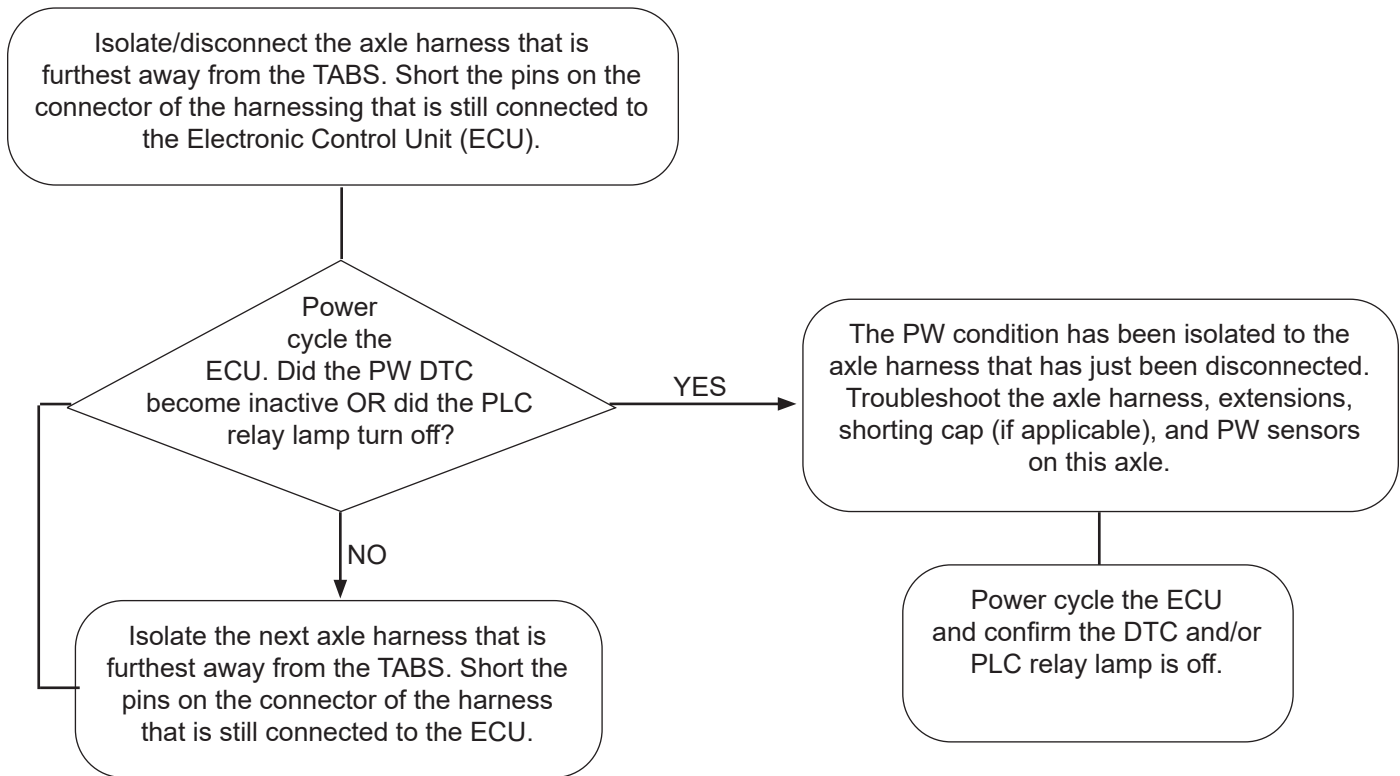 Isolate/disconnect the axle harness that is
furthest away from the TABS. Short the pins on the
connector of the harnessing that is still connected to
the Electronic Control Unit (ECU).
Power
cycle the
ECU. Did the PW DTC
become inactive OR did the PLC
relay lamp turn off?
YES
The PW condition has been isolated to the
axle harness that has just been disconnected.
Troubleshoot the axle harness, extensions,
shorting cap (if applicable), and PW sensors
on this axle.
NO
Isolate the next axle harness that is
furthest away from the TABS. Short the
pins on the connector of the harness
that is still connected to the ECU.
Power cycle the ECU
and confirm the DTC and/or
PLC relay lamp is off.